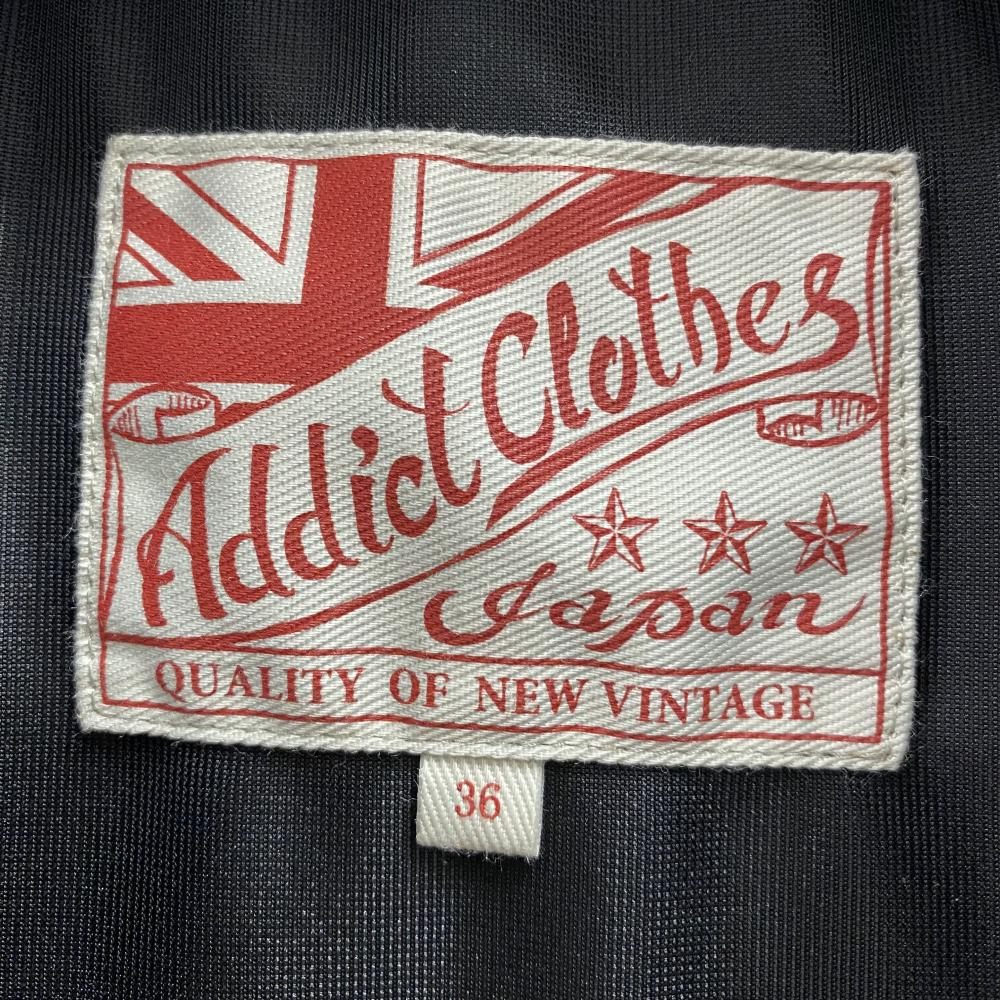 Addict Clothes
Japan
QUALITY OF NEW VINTAGE
36